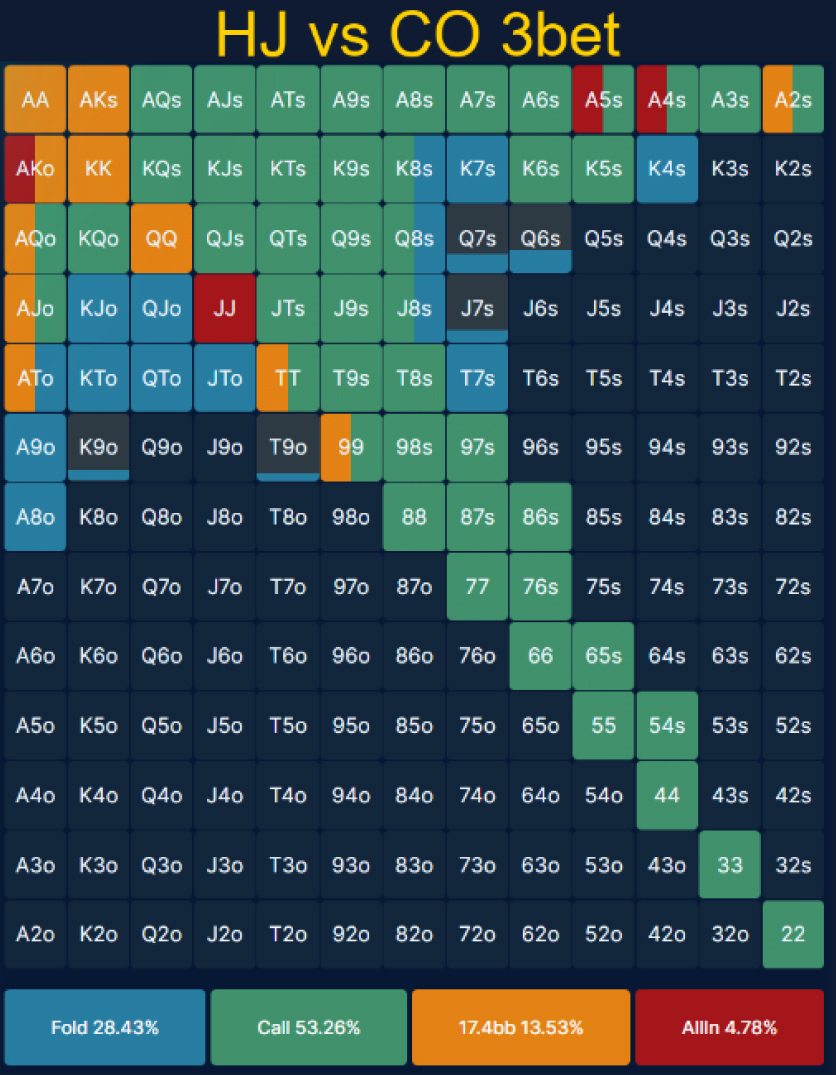 HJ vs CO 3bet
AA AKs AQs AJs ATs A9s A8s A7s A6s A5s A4s A3s A2s
AKo KK KQs KJs KTs K9s K8s K7s K6s K5s K4s K3s K2s
AQo KQo QQ QJs QTs Q9s Q8s Q7s Q6s Q5s Q4s Q3s Q2s
AJo KJo QJo JJ JTs J9s J8s J7s J6s J5s J4s J3s J2s
ATo KTo QTo JTo TT T9s T8s T7s T6s T5s T4s T3s T2s
A9o K9o Q9o J9o T9o 99 98s 97s 96s 95s 94s 93s 92s
A8o K8o Q8o J8o T8o 98o 88 87s 86s 85s 84s 83s 82s
A7o K7o Q7o J7o T7o 97o 87o 77 76s 75s 74s 73s 72s
A6o K6o Q6o J6o T6o 96o 86o 76o 66 65s 64s 63s 62s
A5o K5o Q5o J5o T5o 95o 85o 75o 65o 55 54s 53s 52s
A4o K4o Q4o J4o T4o 94o 84o 74o 64o 54o 44 43s 42s
A3o K3o Q3o J3o T3o 93o 83o 73o 63o 53o 43o 33 32s
A2o K2o Q2o J2o T2o 92o 82o 72o 62o 52o 42o 32o 22
Fold 28.43% Call 53.26% 17.4bb 13.53% AllIn 4.78%